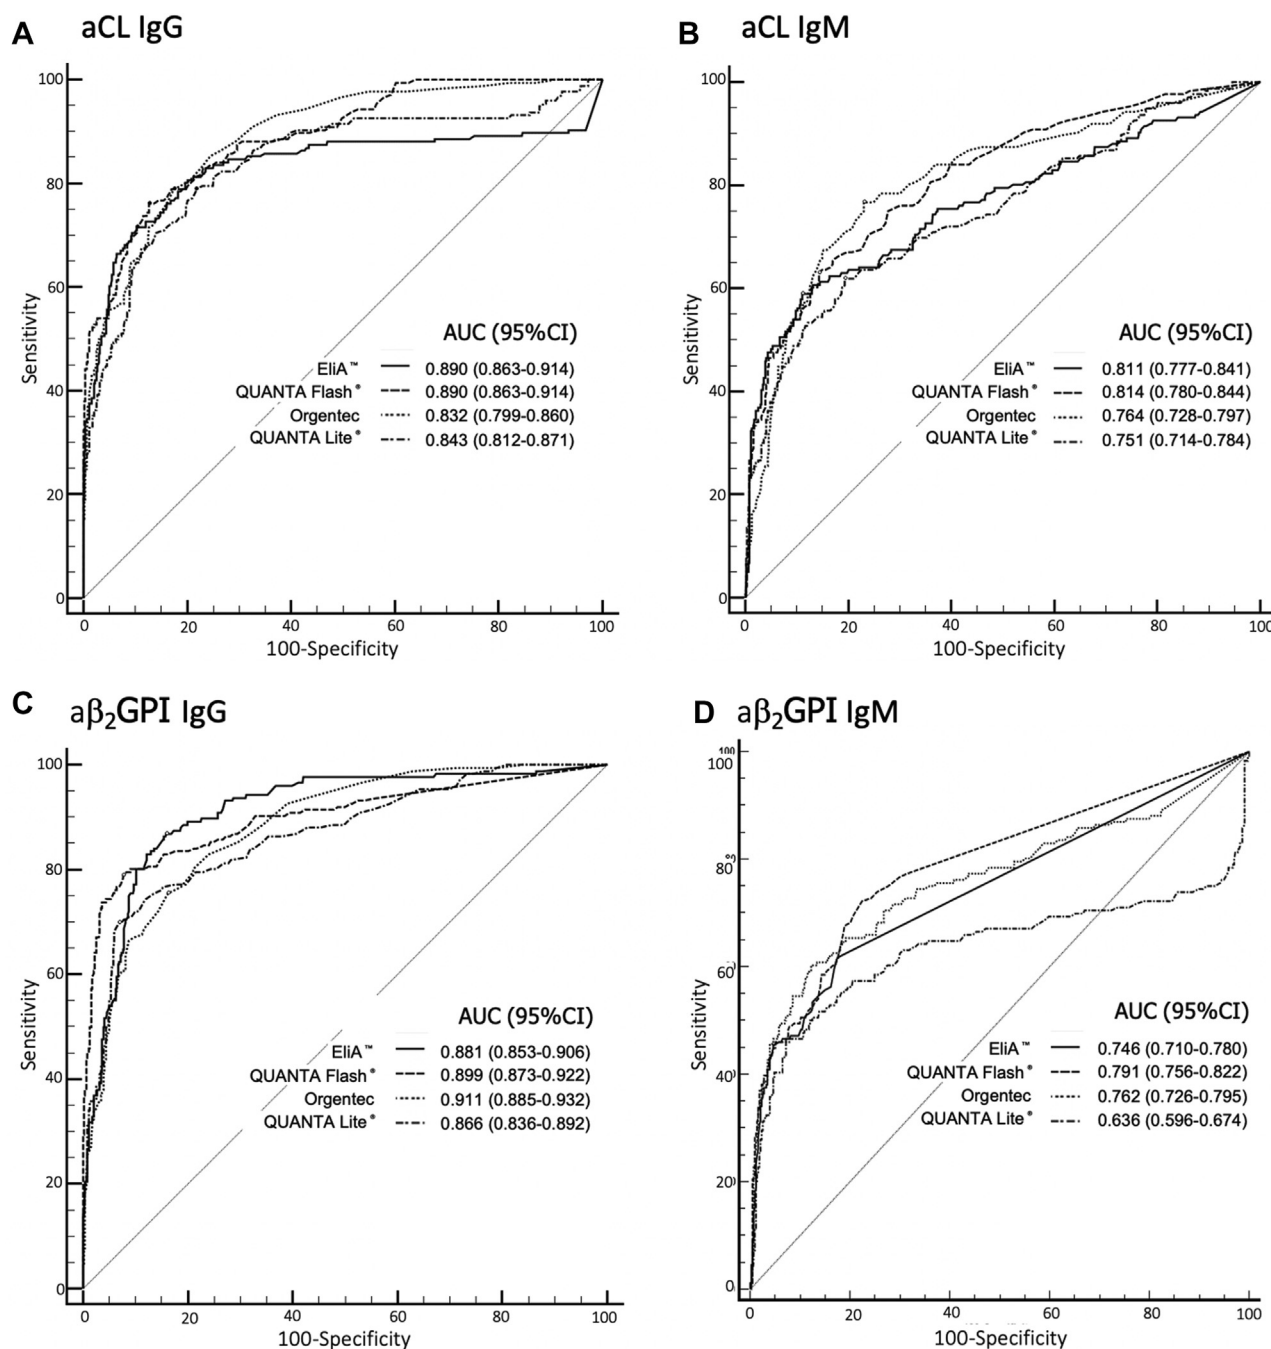 A aCL IgG
100
80
60
40
20
0
Sensitivity
0 20 40 60 80 100
100-Specificity
AUC (95%CI)
EliA™ 0.890 (0.863-0.914)
QUANTA Flash® 0.890 (0.863-0.914)
Orgentec 0.832 (0.799-0.860)
QUANTA Lite® 0.843 (0.812-0.871)
B aCL IgM
100
80
60
40
20
0
Sensitivity
0 20 40 60 80 100
100-Specificity
AUC (95%CI)
EliA™ 0.811 (0.777-0.841)
QUANTA Flash® 0.814 (0.780-0.844)
Orgentec 0.764 (0.728-0.797)
QUANTA Lite® 0.751 (0.714-0.784)
C aβ₂GPI IgG
100
80
60
40
20
0
Sensitivity
0 20 40 60 80 100
100-Specificity
AUC (95%CI)
EliA™ 0.881 (0.853-0.906)
QUANTA Flash® 0.899 (0.873-0.922)
Orgentec 0.911 (0.885-0.932)
QUANTA Lite® 0.866 (0.836-0.892)
D aβ₂GPI IgM
100
80
60
40
20
0
Sensitivity
0 20 40 60 80 100
100-Specificity
AUC (95%CI)
EliA™ 0.746 (0.710-0.780)
QUANTA Flash® 0.791 (0.756-0.822)
Orgentec 0.762 (0.726-0.795)
QUANTA Lite® 0.636 (0.596-0.674)